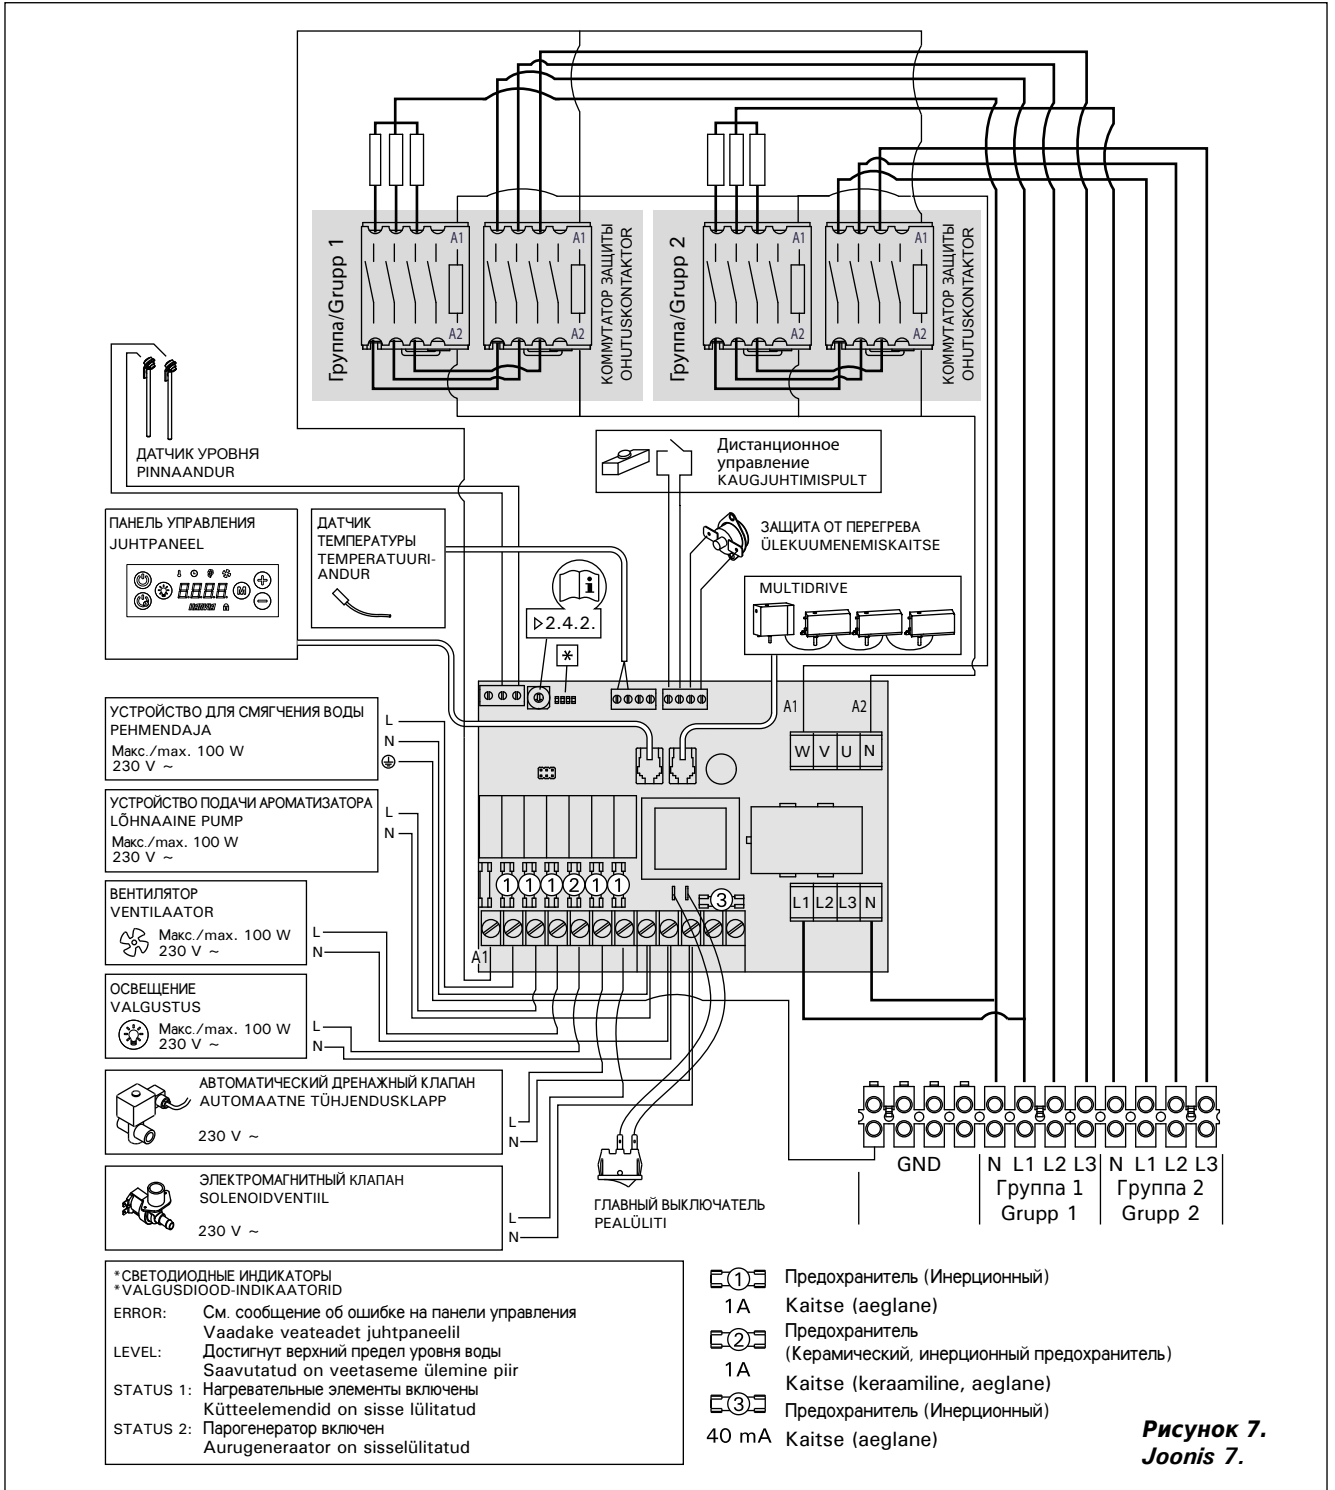 Группа/Grupp 1
A1
A2
A1
A2
КОММУТАТОР ЗАЩИТЫ
OHUTUSKONTAKTOR
Группа/Grupp 2
A1
A2
A1
A2
КОММУТАТОР ЗАЩИТЫ
OHUTUSKONTAKTOR
ДАТЧИК УРОВНЯ
PINNAANDUR
Дистанционное
управление
KAUGJUHTIMISPULT
ПАНЕЛЬ УПРАВЛЕНИЯ
JUHTPANEEL
8888
M
HARVIA
ДАТЧИК
ТЕМПЕРАТУРЫ
TEMPERATUURI-
ANDUR
i
2.4.2.
*
ЗАЩИТА ОТ ПЕРЕГРЕВА
ÜLEKUUMENEMISKAITSE
MULTIDRIVE
A1
A2
W V U N
УСТРОЙСТВО ДЛЯ СМЯГЧЕНИЯ ВОДЫ
PEHMENDAJA
Макс./max. 100 W
230 V ~
L
N
УСТРОЙСТВО ПОДАЧИ АРОМАТИЗАТОРА
LÕHNAAINE PUMP
Макс./max. 100 W
230 V ~
L
N
1 1 1 2 1 1
3
L1 L2 L3 N
A1
ВЕНТИЛЯТОР
VENTILAATOR
Макс./max. 100 W
230 V ~
L
N
ОСВЕЩЕНИЕ
VALGUSTUS
Макс./max. 100 W
230 V ~
L
N
АВТОМАТИЧЕСКИЙ ДРЕНАЖНЫЙ КЛАПАН
AUTOMAATNE TÜHJENDUSKLAPP
230 V ~
L
N
ЭЛЕКТРОМАГНИТНЫЙ КЛАПАН
SOLENOIDVENTIIL
230 V ~
L
N
ГЛАВНЫЙ ВЫКЛЮЧАТЕЛЬ
PEALÜLITI
GND
N L1 L2 L3
Группа 1
Grupp 1
N L1 L2 L3
Группа 2
Grupp 2
*СВЕТОДИОДНЫЕ ИНДИКАТОРЫ
*VALGUSDIOOD-INDIKAATORID
ERROR: См. сообщение об ошибке на панели управления
Vaadake veateadet juhtpaneelil
LEVEL: Достигнут верхний предел уровня воды
Saavutatud on veetaseme ülemine piir
STATUS 1: Нагревательные элементы включены
Kütteelemendid on sisse lülitatud
STATUS 2: Парогенератор включен
Aurugeneraator on sisselülitatud
1 Предохранитель (Инерционный)
1A Kaitse (aeglane)
2 Предохранитель
(Керамический, инерционный предохранитель)
1A Kaitse (keraamiline, aeglane)
3 Предохранитель (Инерционный)
40 mA Kaitse (aeglane)
Рисунок 7.
Joonis 7.